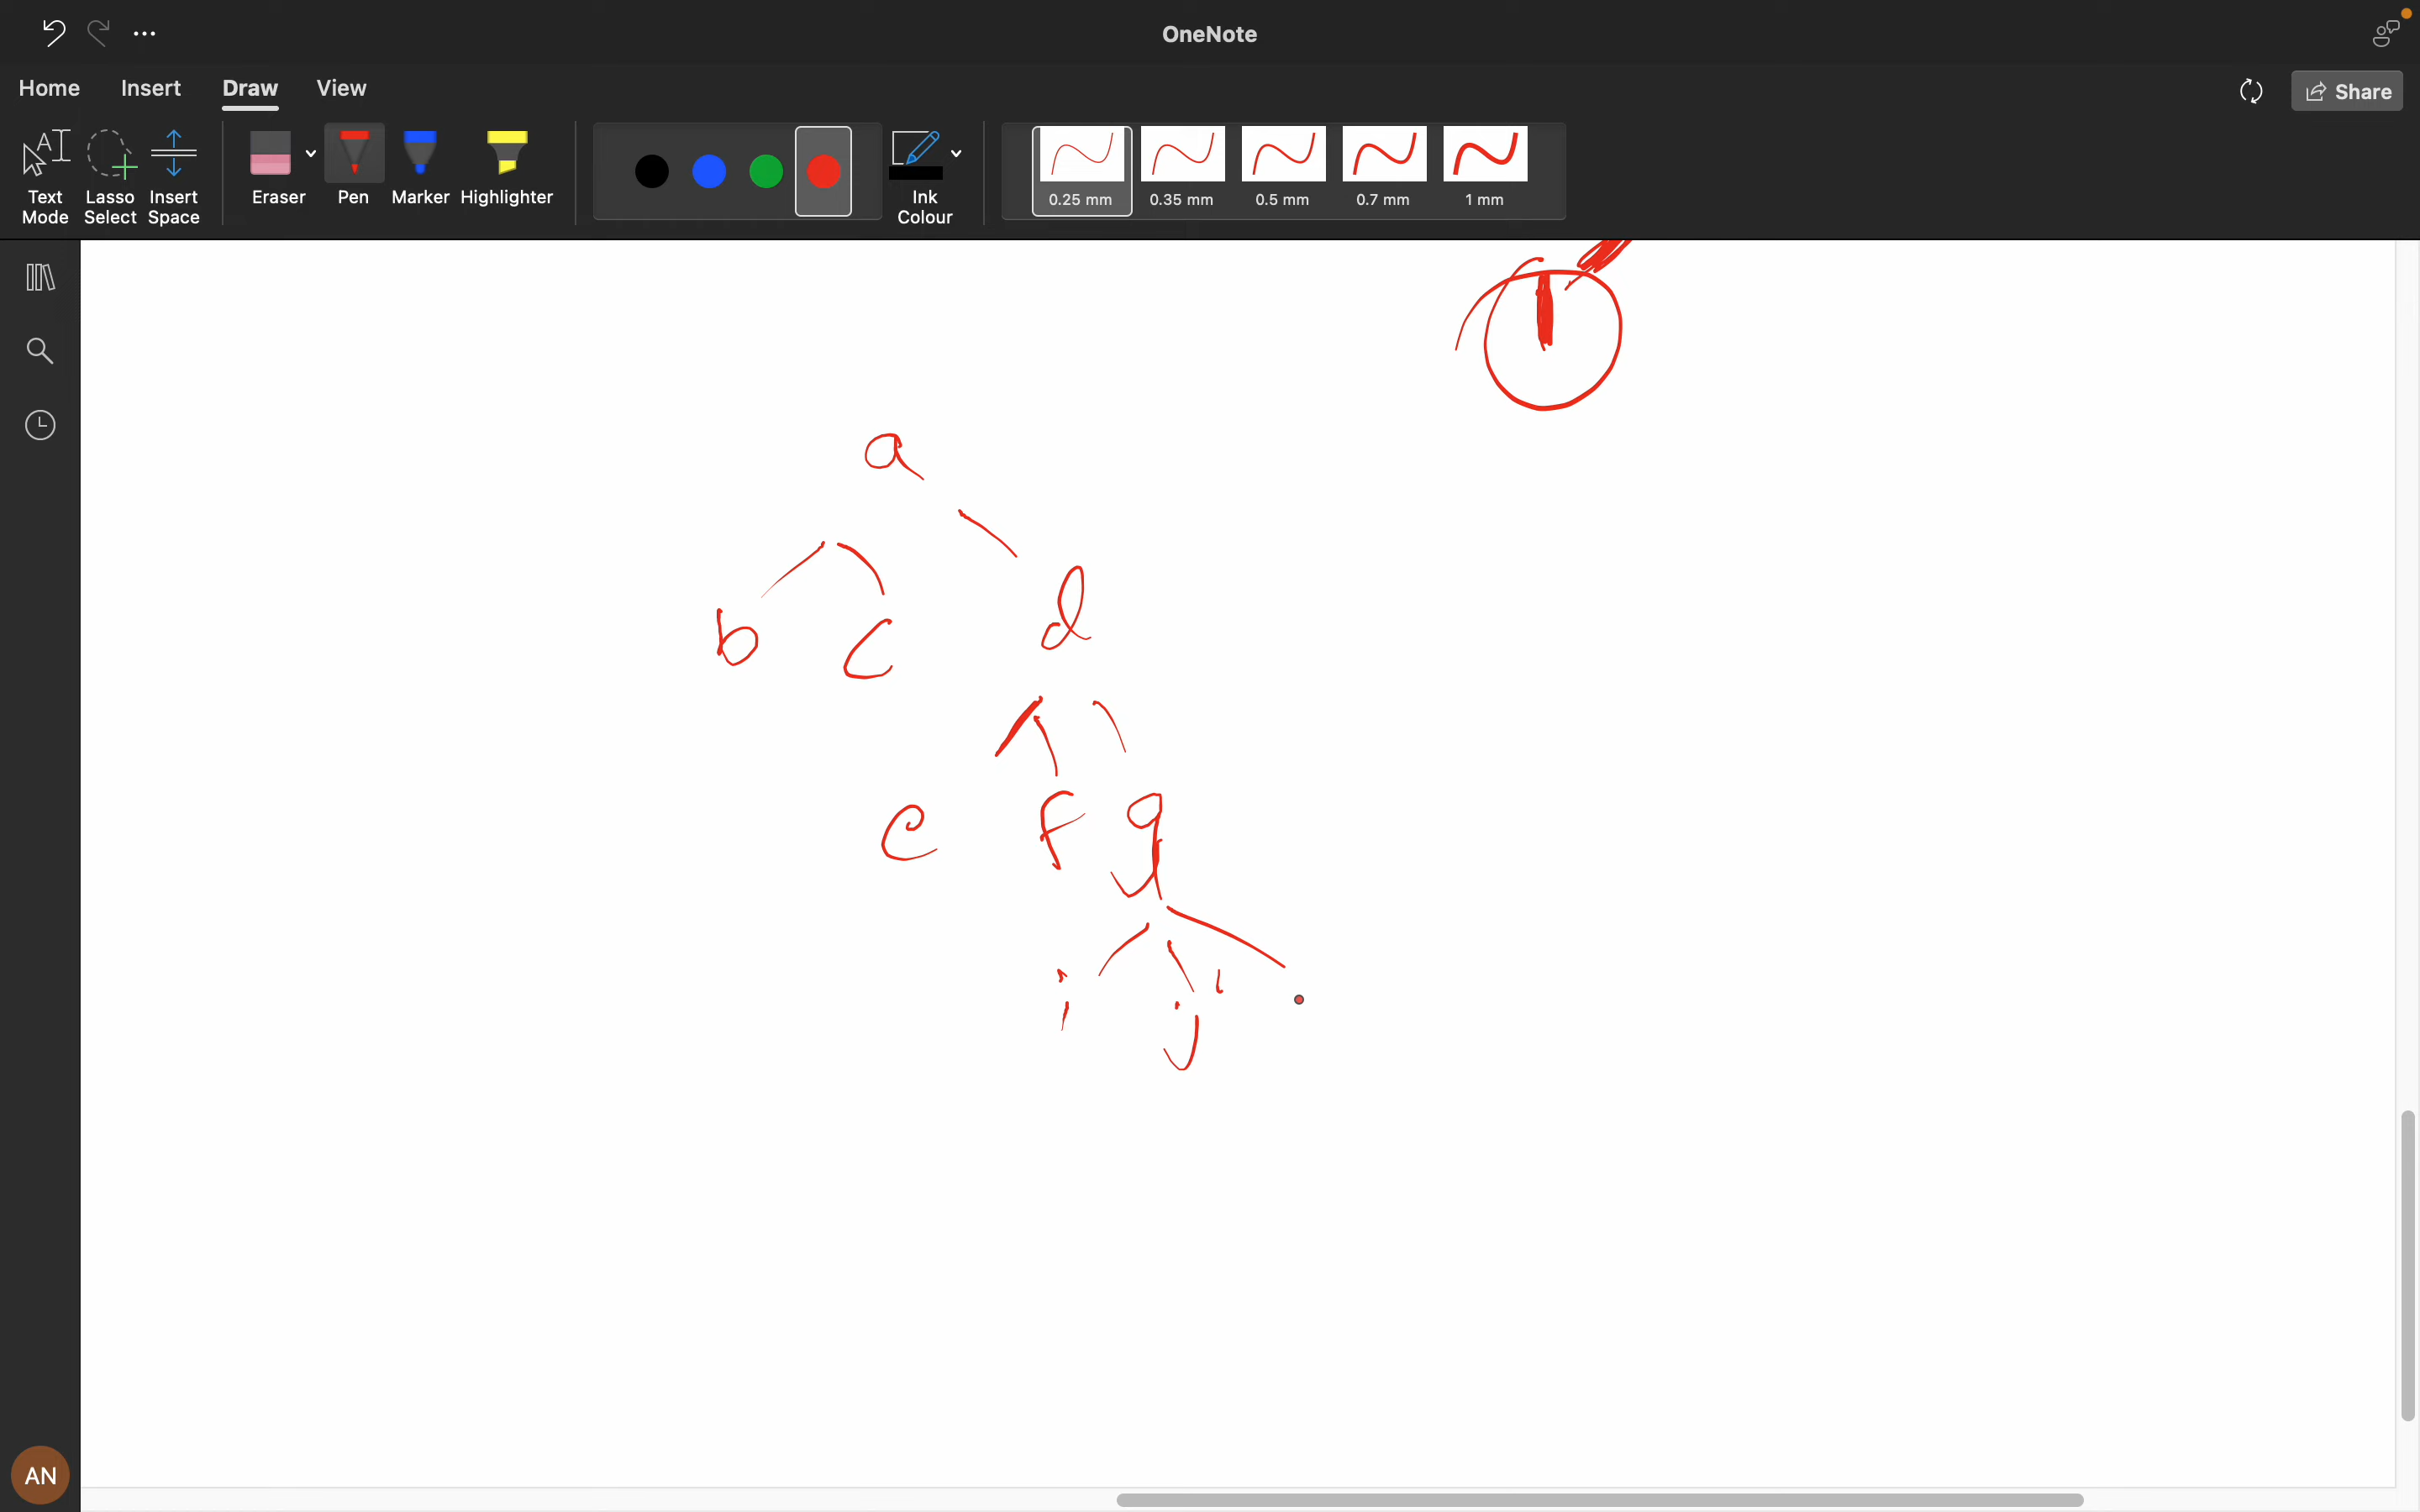 OneNote
Home Insert Draw View
Share
Text Mode
Lasso Select
Insert Space
Eraser
Pen
Marker
Highlighter
Ink Colour
0.25 mm
0.35 mm
0.5 mm
0.7 mm
1 mm
a
b c d
e f g
i j
AN